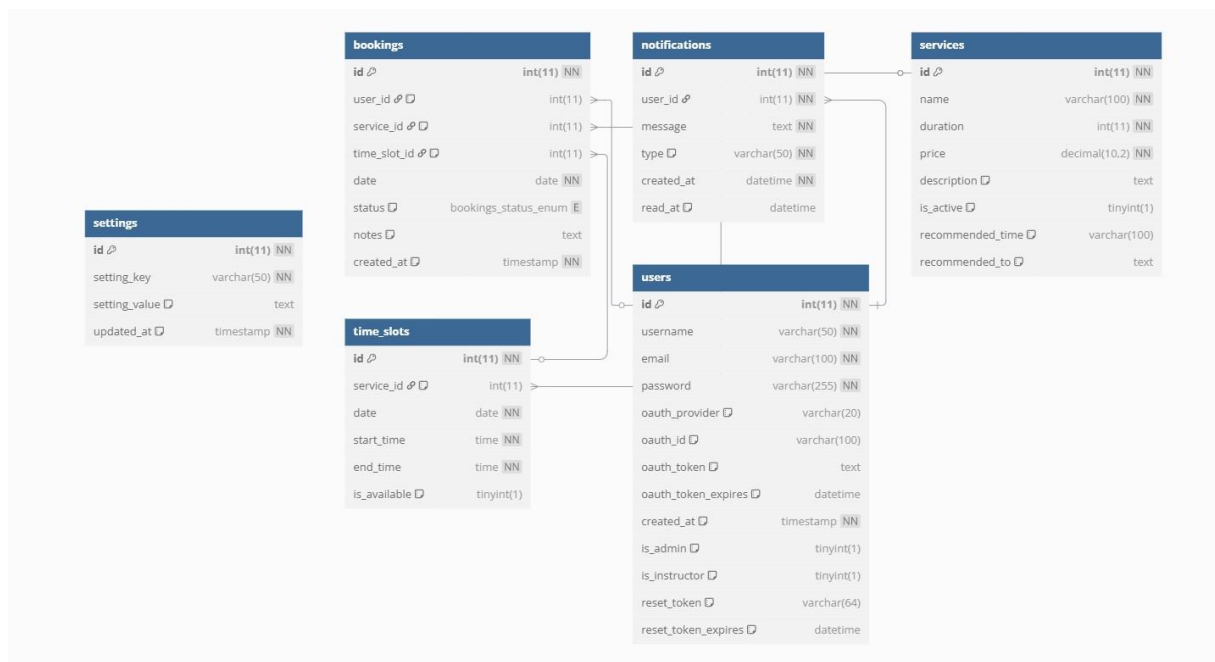 bookings
id int(11) NN
user_id int(11)
service_id int(11)
time_slot_id int(11)
date date NN
status bookings_status_enum E
notes text
created_at timestamp NN
notifications
id int(11) NN
user_id int(11) NN
message text NN
type varchar(50) NN
created_at datetime NN
read_at datetime
services
id int(11) NN
name varchar(100) NN
duration int(11) NN
price decimal(10,2) NN
description text
is_active tinyint(1)
recommended_time varchar(100)
recommended_to text
settings
id int(11) NN
setting_key varchar(50) NN
setting_value text
updated_at timestamp NN
time_slots
id int(11) NN
service_id int(11)
date date NN
start_time time NN
end_time time NN
is_available tinyint(1)
users
id int(11) NN
username varchar(50) NN
email varchar(100) NN
password varchar(255) NN
oauth_provider varchar(20)
oauth_id varchar(100)
oauth_token text
oauth_token_expires datetime
created_at timestamp NN
is_admin tinyint(1)
is_instructor tinyint(1)
reset_token varchar(64)
reset_token_expires datetime